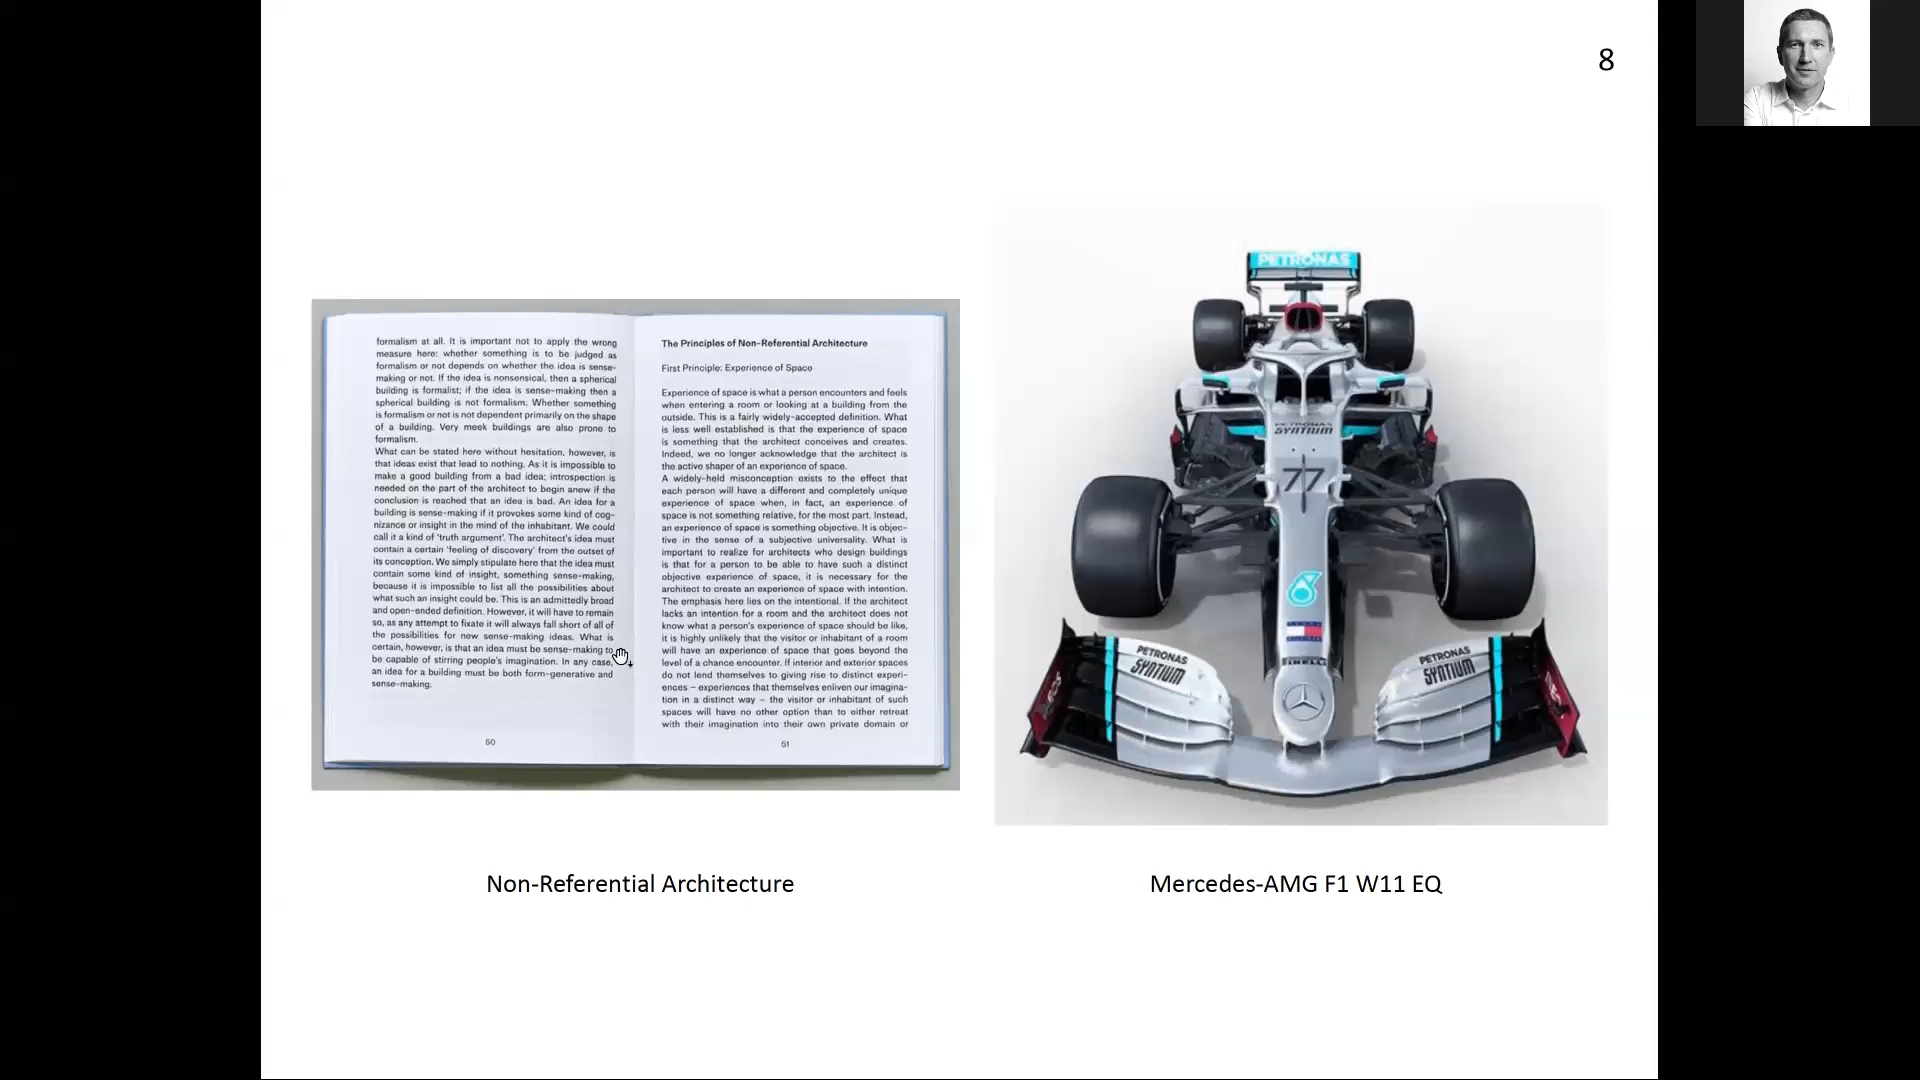 8
formalism at all. It is important not to apply the wrong
measure here: whether something is to be judged as
formalism or not depends on whether the idea is sense-
making or not. If the idea is nonsensical, then a spherical
building is formalist; if the idea is sense-making then a
spherical building is not formalism. Whether something
is formalism or not is not dependent primarily on the shape
of a building. Very meek buildings are also prone to
formalism.
What can be stated here without hesitation, however, is
that ideas exist that lead to nothing. As it is impossible to
make a good building from a bad idea; introspection is
needed on the part of the architect to begin anew if the
conclusion is reached that an idea is bad. An idea for a
building is sense-making if it provokes some kind of cog-
nizance or insight in the mind of the inhabitant. We could
call it a kind of 'truth argument'. The architect's idea must
contain a certain 'feeling of discovery' from the outset of
its conception. We simply stipulate here that the idea must
contain some kind of insight, something sense-making,
because it is impossible to list all the possibilities about
what such an insight could be. This is an admittedly broad
and open-ended definition. However, it will have to remain
so, as any attempt to fixate it will always fall short of all of
the possibilities for new sense-making ideas. What is
certain, however, is that an idea must be sense-making to
be capable of stirring people's imagination. In any case,
an idea for a building must be both form-generative and
sense-making.
50
The Principles of Non-Referential Architecture
First Principle: Experience of Space
Experience of space is what a person encounters and feels
when entering a room or looking at a building from the
outside. This is a fairly widely-accepted definition. What
is less well established is that the experience of space
is something that the architect conceives and creates.
Indeed, we no longer acknowledge that the architect is
the active shaper of an experience of space.
A widely-held misconception exists to the effect that
each person will have a different and completely unique
experience of space when, in fact, an experience of
space is not something relative, for the most part. Instead,
an experience of space is something objective. It is objec-
tive in the sense of a subjective universality. What is
important to realize for architects who design buildings
is that for a person to be able to have such a distinct
objective experience of space, it is necessary for the
architect to create an experience of space with intention.
The emphasis here lies on the intentional. If the architect
lacks an intention for a room and the architect does not
know what a person's experience of space should be like,
it is highly unlikely that the visitor or inhabitant of a room
will have an experience of space that goes beyond the
level of a chance encounter. If interior and exterior spaces
do not lend themselves to giving rise to distinct experi-
ences – experiences that themselves enliven our imagina-
tion in a distinct way – the visitor or inhabitant of such
spaces will have no other option than to either retreat
with their imagination into their own private domain or
51
PETRONAS
PETRONAS
SYNTIUM
77
PIRELLI
PETRONAS
SYNTIUM
PETRONAS
SYNTIUM
Non-Referential Architecture
Mercedes-AMG F1 W11 EQ